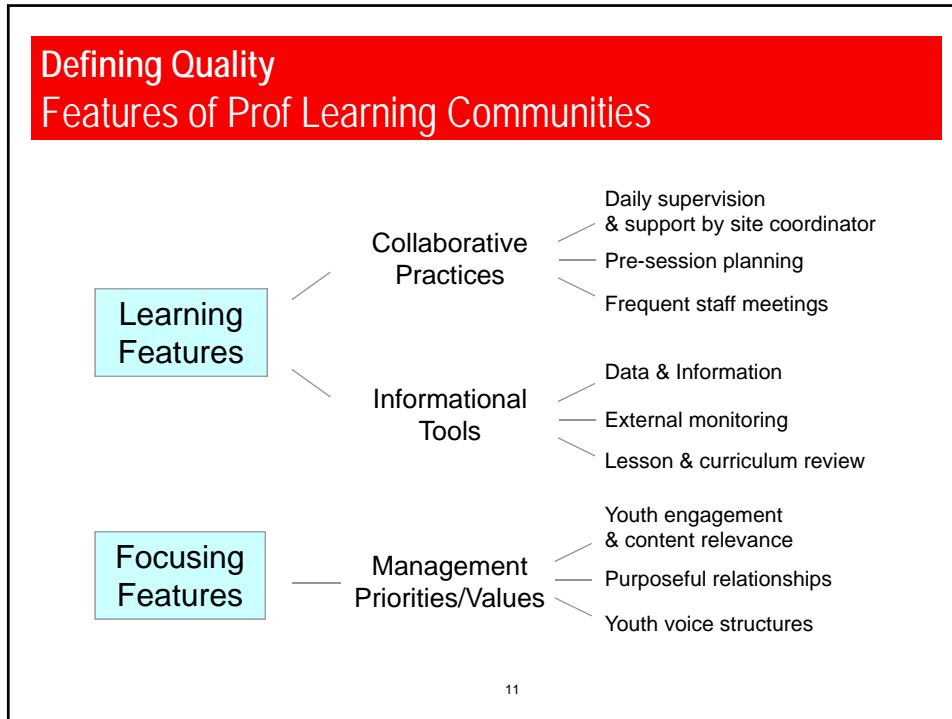 Defining Quality
Features of Prof Learning Communities
Learning
Features
Collaborative
Practices
Daily supervision
& support by site coordinator
Pre-session planning
Frequent staff meetings
Informational
Tools
Data & Information
External monitoring
Lesson & curriculum review
Focusing
Features
Management
Priorities/Values
Youth engagement
& content relevance
Purposeful relationships
Youth voice structures
11